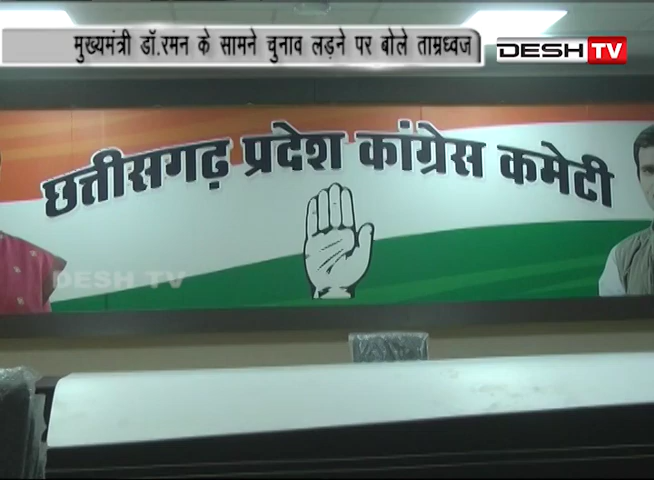 मुख्यमंत्री डॉ.रमन के सामने चुनाव लड़ने पर बोले ताम्रध्वज
DESH TV
छत्तीसगढ़ प्रदेश कांग्रेस कमेटी
DESH TV